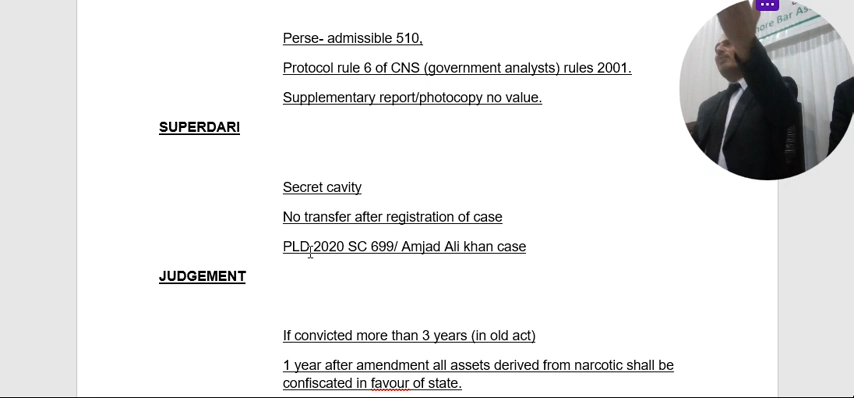 ore Bar As
Perse- admissible 510,
Protocol rule 6 of CNS (government analysts) rules 2001.
Supplementary report/photocopy no value.
SUPERDARI
Secret cavity
No transfer after registration of case
PLD 2020 SC 699/ Amjad Ali khan case
JUDGEMENT
If convicted more than 3 years (in old act)
1 year after amendment all assets derived from narcotic shall be
confiscated in favour of state.